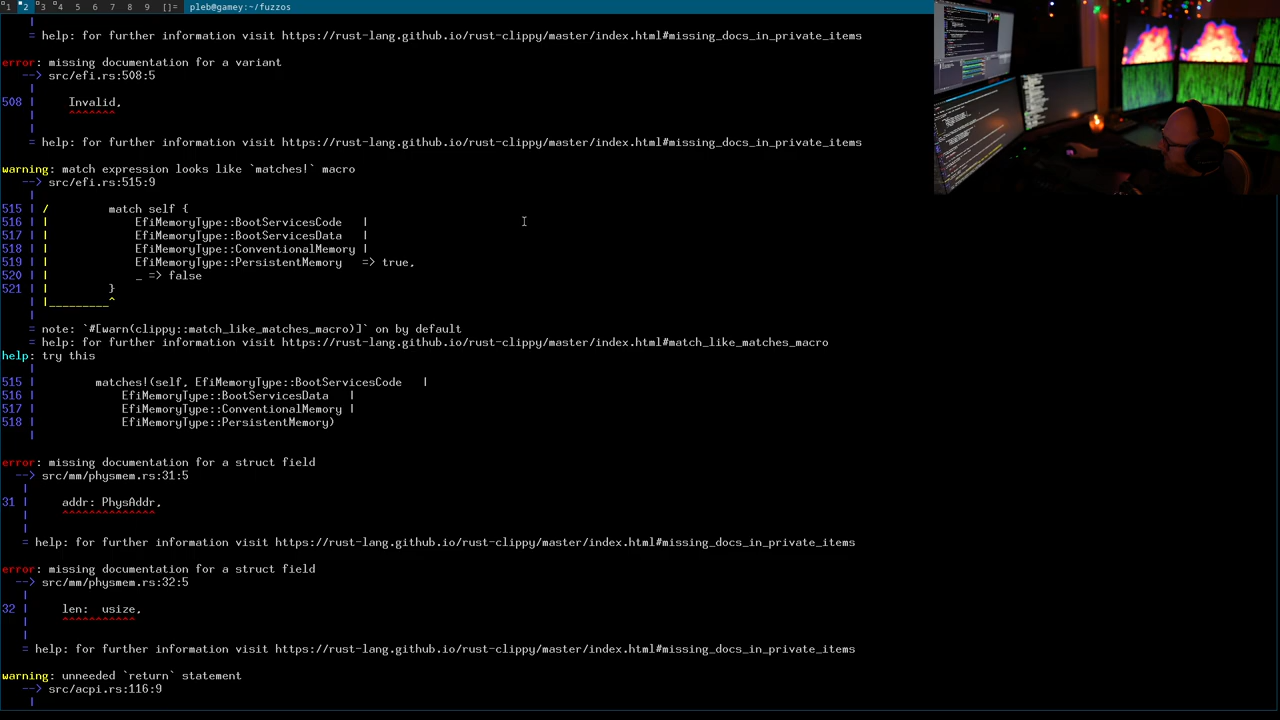 1 2 3 4 5 6 7 8 9 []= pleb@gamey:~/fuzzos
|
= help: for further information visit https://rust-lang.github.io/rust-clippy/master/index.html#missing_docs_in_private_items
error: missing documentation for a variant
--> src/efi.rs:508:5
|
508 | Invalid,
| ^^^^^^^
|
= help: for further information visit https://rust-lang.github.io/rust-clippy/master/index.html#missing_docs_in_private_items
warning: match expression looks like `matches!` macro
--> src/efi.rs:515:9
|
515 | / match self {
516 | | EfiMemoryType::BootServicesCode |
517 | | EfiMemoryType::BootServicesData |
518 | | EfiMemoryType::ConventionalMemory |
519 | | EfiMemoryType::PersistentMemory => true,
520 | | _ => false
521 | | }
| |_________^
|
= note: `#[warn(clippy::match_like_matches_macro)]` on by default
= help: for further information visit https://rust-lang.github.io/rust-clippy/master/index.html#match_like_matches_macro
help: try this
|
515 | matches!(self, EfiMemoryType::BootServicesCode |
516 | EfiMemoryType::BootServicesData |
517 | EfiMemoryType::ConventionalMemory |
518 | EfiMemoryType::PersistentMemory)
|
error: missing documentation for a struct field
--> src/mm/physmem.rs:31:5
|
31 | addr: PhysAddr,
| ^^^^^^^^^^^^^^
|
= help: for further information visit https://rust-lang.github.io/rust-clippy/master/index.html#missing_docs_in_private_items
error: missing documentation for a struct field
--> src/mm/physmem.rs:32:5
|
32 | len: usize,
| ^^^^^^^^^^^
|
= help: for further information visit https://rust-lang.github.io/rust-clippy/master/index.html#missing_docs_in_private_items
warning: unneeded `return` statement
--> src/acpi.rs:116:9
|